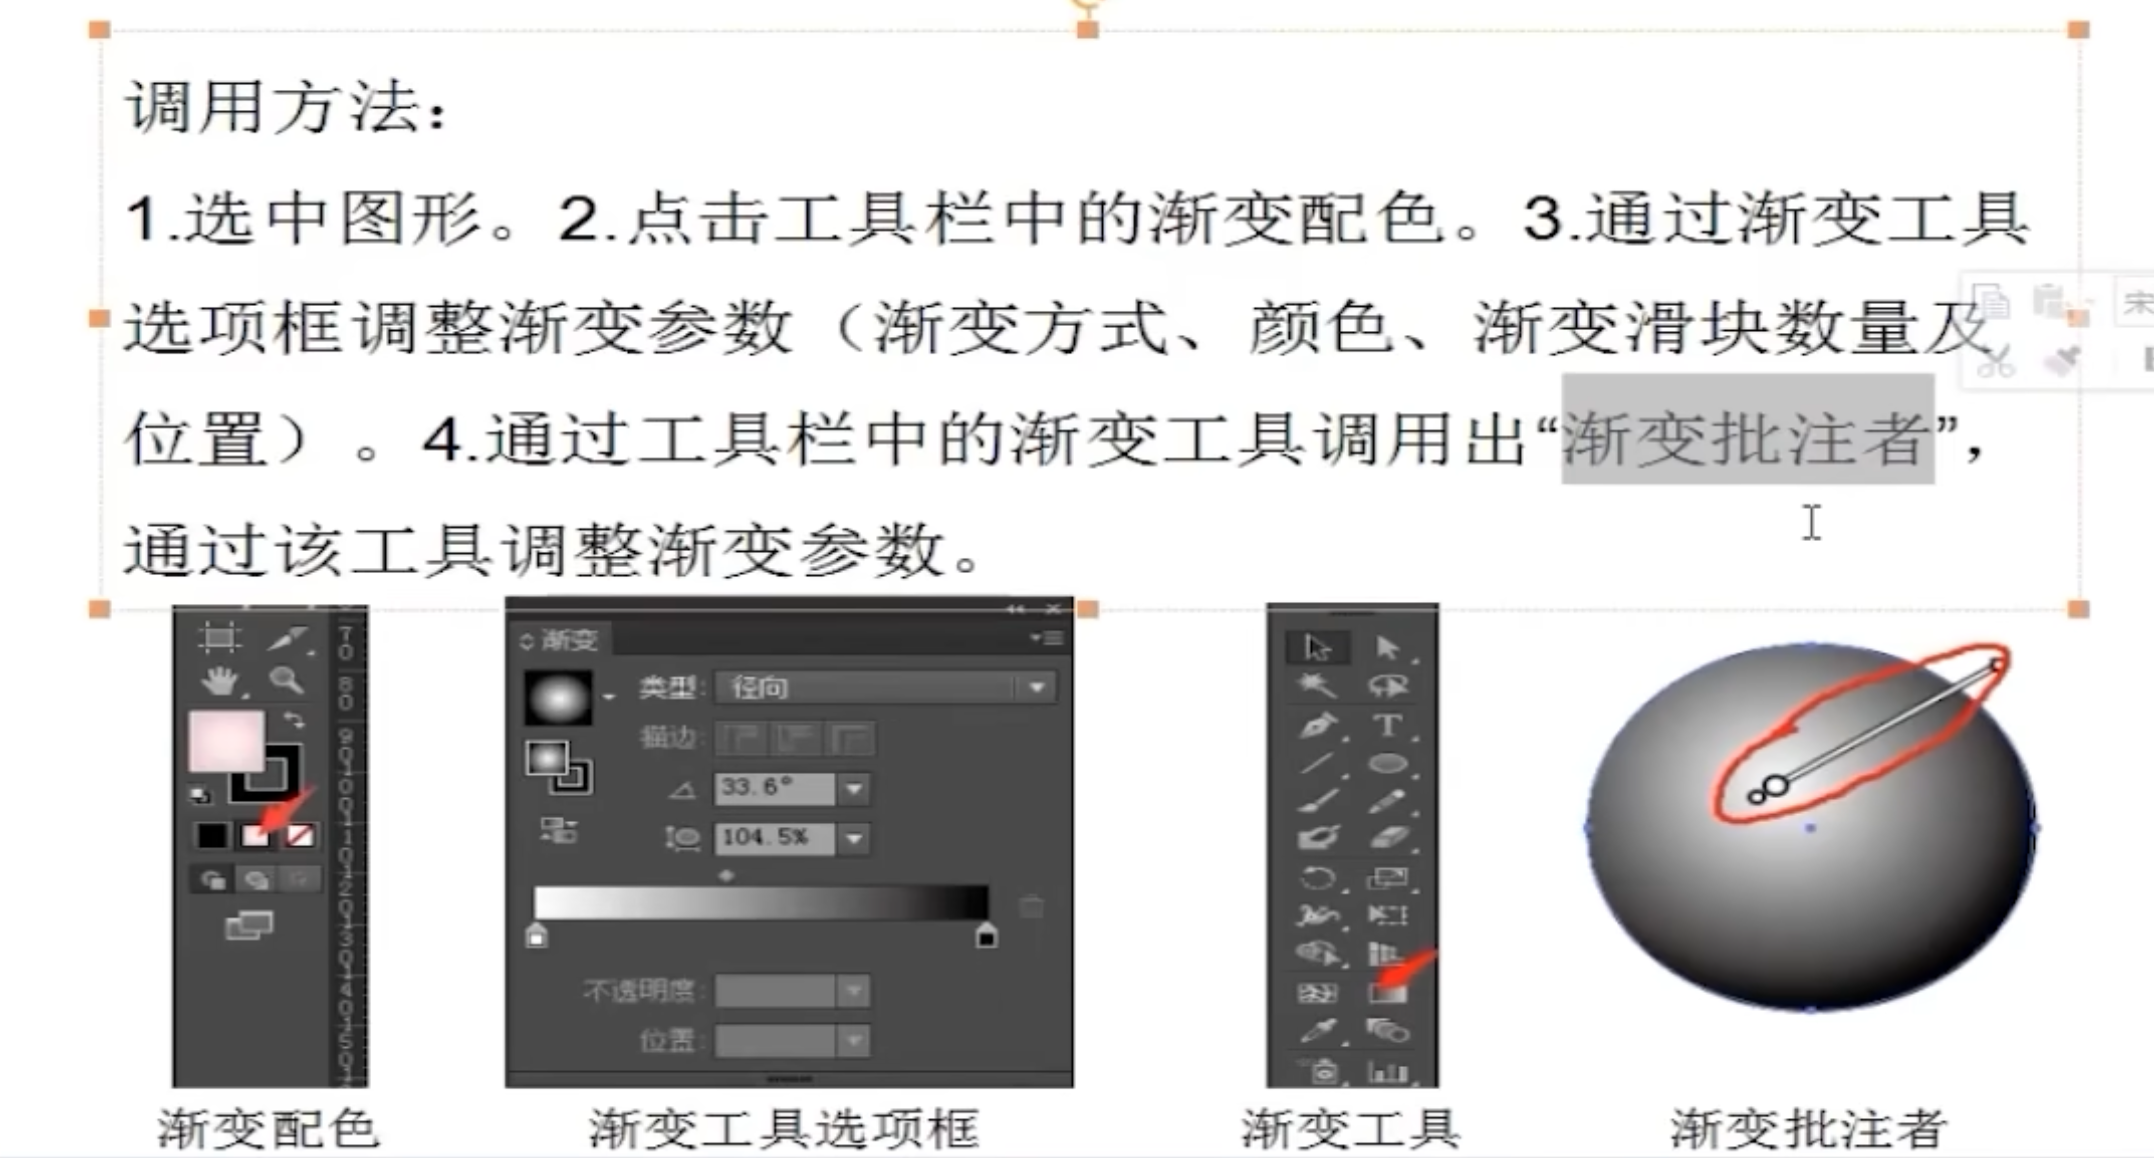 调用方法：
1.选中图形。2.点击工具栏中的渐变配色。3.通过渐变工具
选项框调整渐变参数（渐变方式、颜色、渐变滑块数量及
位置）。4.通过工具栏中的渐变工具调用出“渐变批注者”，
通过该工具调整渐变参数。
宋
渐变
类型: 径向
描边:
33.6°
104.5%
不透明度:
位置:
渐变配色
渐变工具选项框
渐变工具
渐变批注者